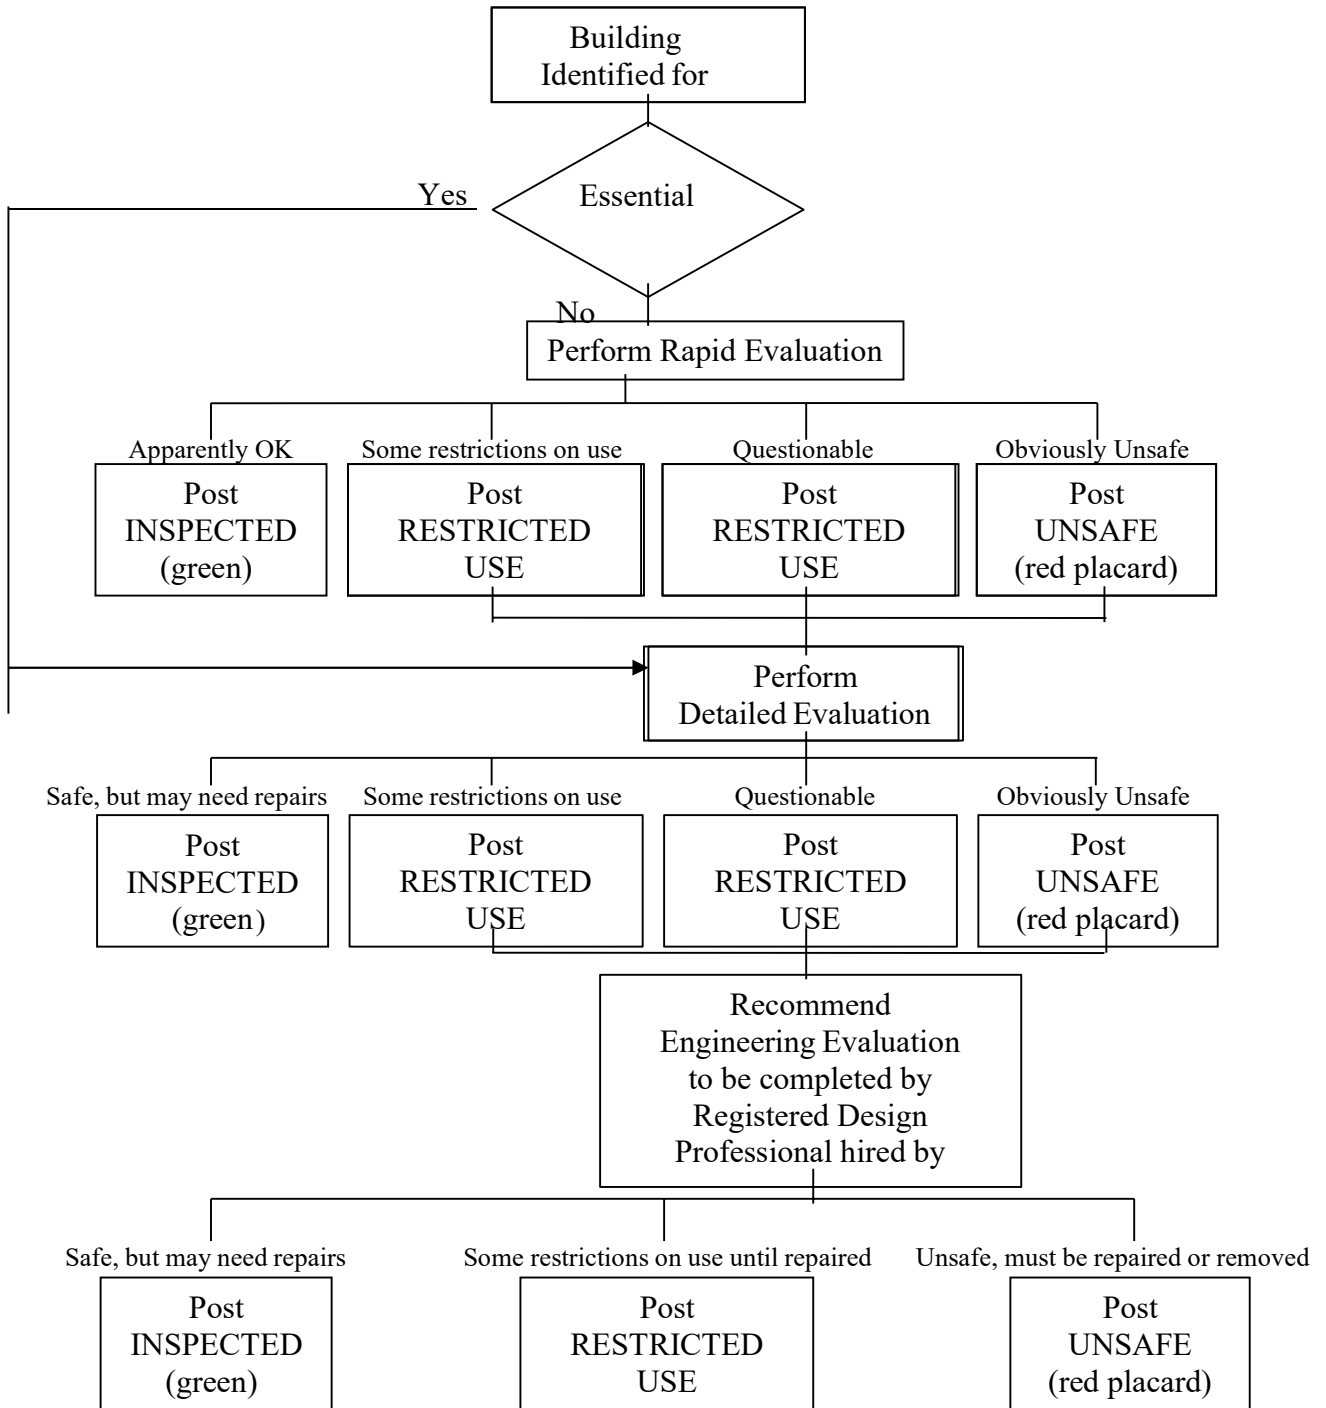 Building
Identified for
Essential
Yes
No
Perform Rapid Evaluation
Apparently OK
Post
INSPECTED
(green)
Some restrictions on use
Post
RESTRICTED
USE
Questionable
Post
RESTRICTED
USE
Obviously Unsafe
Post
UNSAFE
(red placard)
Perform
Detailed Evaluation
Safe, but may need repairs
Post
INSPECTED
(green)
Some restrictions on use
Post
RESTRICTED
USE
Questionable
Post
RESTRICTED
USE
Obviously Unsafe
Post
UNSAFE
(red placard)
Recommend
Engineering Evaluation
to be completed by
Registered Design
Professional hired by
Safe, but may need repairs
Post
INSPECTED
(green)
Some restrictions on use until repaired
Post
RESTRICTED
USE
Unsafe, must be repaired or removed
Post
UNSAFE
(red placard)